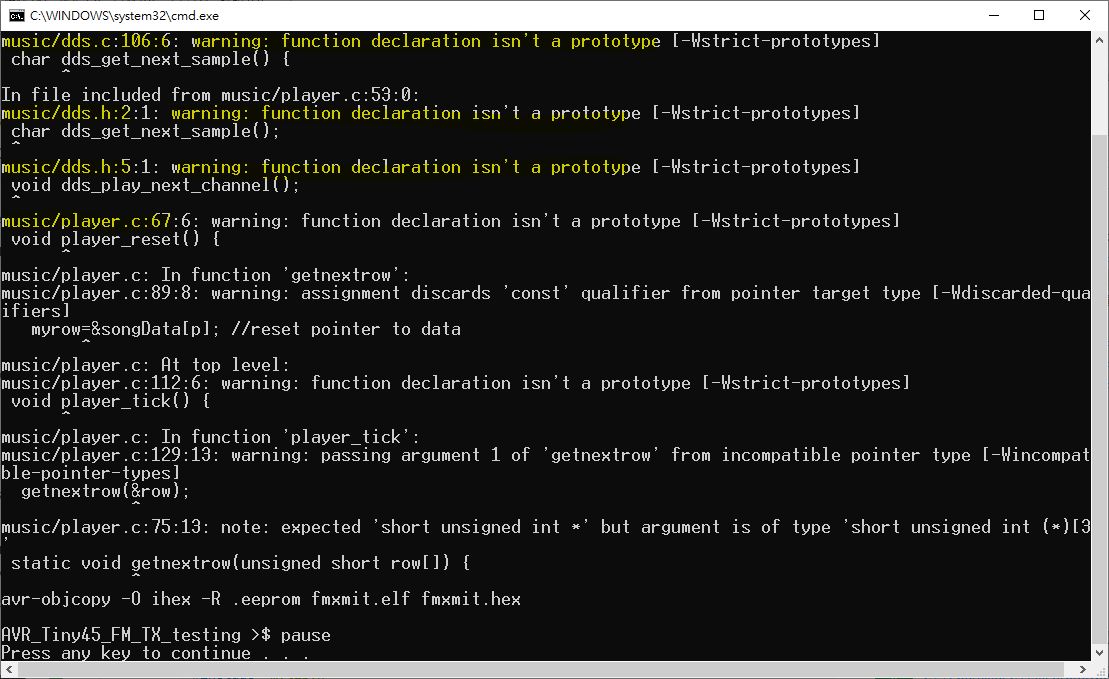 C:\WINDOWS\system32\cmd.exe
music/dds.c:106:6: warning: function declaration isn't a prototype [-Wstrict-prototypes]
 char dds_get_next_sample() {
      ^
In file included from music/player.c:53:0:
music/dds.h:2:1: warning: function declaration isn't a prototype [-Wstrict-prototypes]
 char dds_get_next_sample();
 ^
music/dds.h:5:1: warning: function declaration isn't a prototype [-Wstrict-prototypes]
 void dds_play_next_channel();
 ^
music/player.c:67:6: warning: function declaration isn't a prototype [-Wstrict-prototypes]
 void player_reset() {
      ^
music/player.c: In function 'getnextrow':
music/player.c:89:8: warning: assignment discards 'const' qualifier from pointer target type [-Wdiscarded-qua
ifiers]
   myrow=&songData[p]; //reset pointer to data
        ^
music/player.c: At top level:
music/player.c:112:6: warning: function declaration isn't a prototype [-Wstrict-prototypes]
 void player_tick() {
      ^
music/player.c: In function 'player_tick':
music/player.c:129:13: warning: passing argument 1 of 'getnextrow' from incompatible pointer type [-Wincompat
ble-pointer-types]
  getnextrow(&row);
             ^
music/player.c:75:13: note: expected 'short unsigned int *' but argument is of type 'short unsigned int (*)[3
'
 static void getnextrow(unsigned short row[]) {
             ^
avr-objcopy -O ihex -R .eeprom fmxmit.elf fmxmit.hex
AVR_Tiny45_FM_TX_testing >$ pause
Press any key to continue . . .